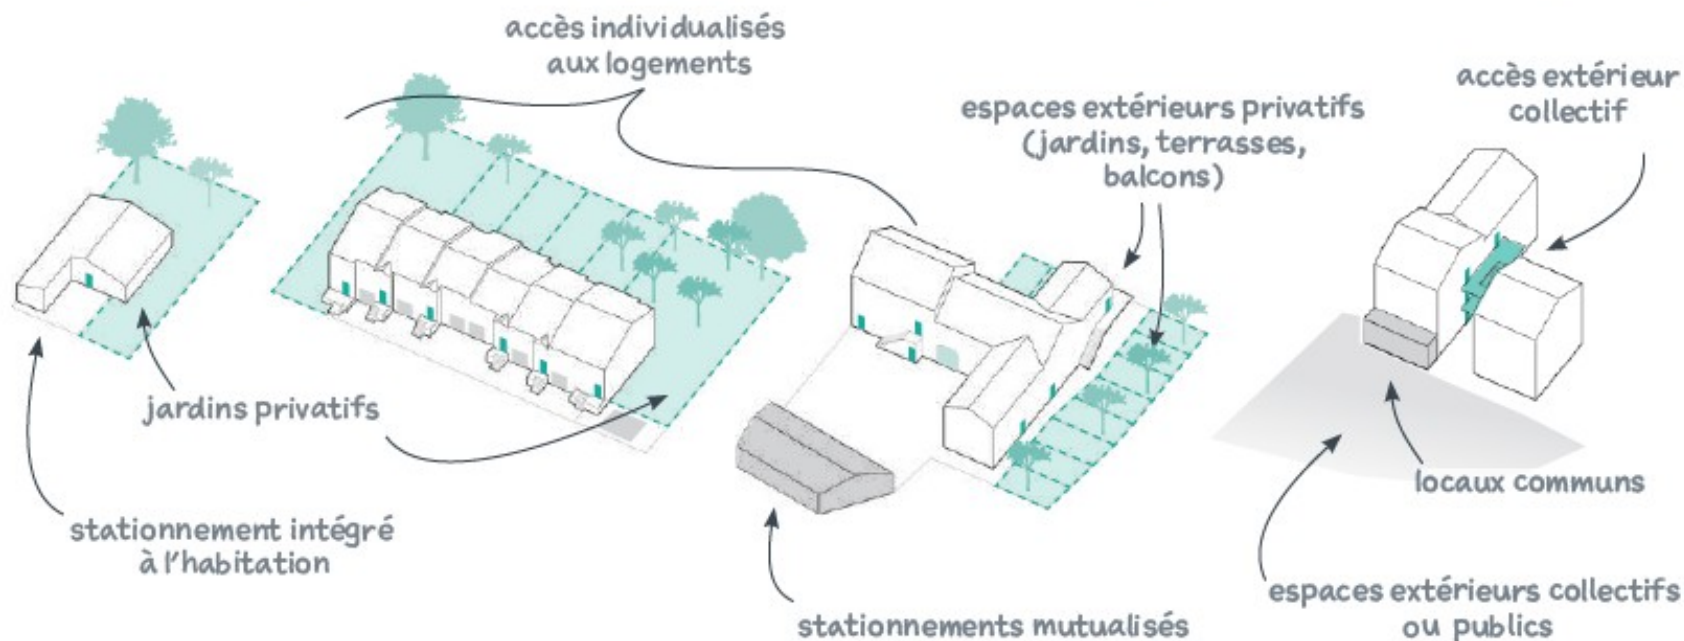 accès individualisés
aux logements
espaces extérieurs privatifs
(jardins, terrasses,
balcons)
accès extérieur
collectif
jardins privatifs
stationnement intégré
à l'habitation
stationnements mutualisés
locaux communs
espaces extérieurs collectifs
ou publics